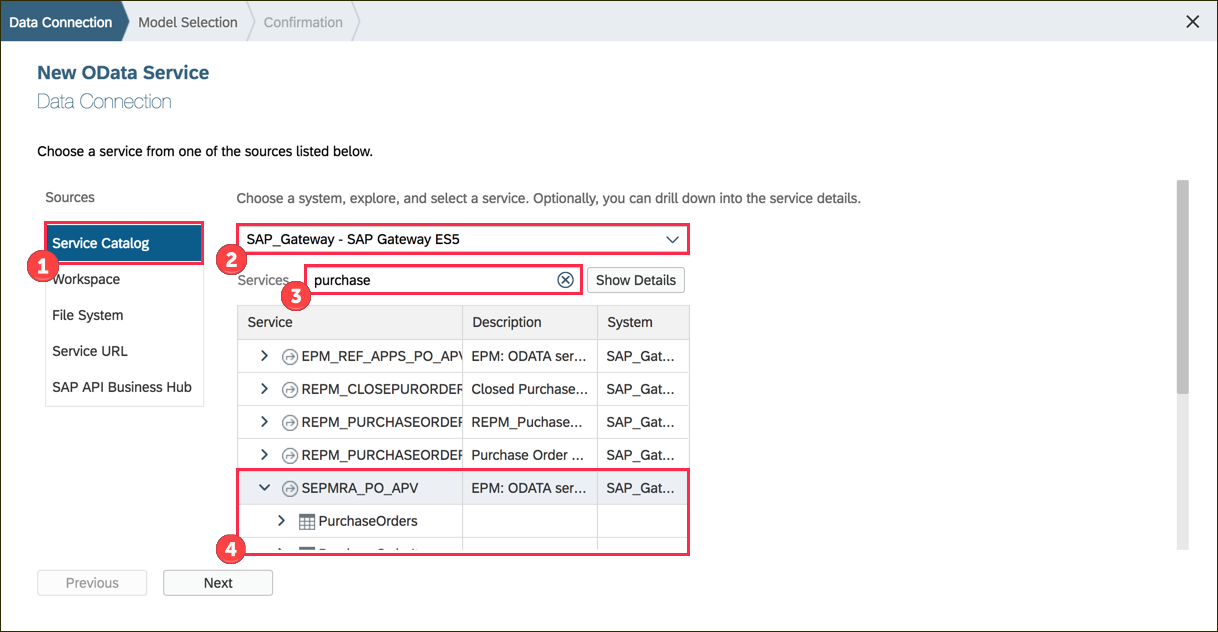 Data Connection Model Selection Confirmation
New OData Service
Data Connection
Choose a service from one of the sources listed below.
Sources
Choose a system, explore, and select a service. Optionally, you can drill down into the service details.
1
Service Catalog
Workspace
File System
Service URL
SAP API Business Hub
2
SAP_Gateway - SAP Gateway ES5
Services
3
purchase
Show Details
Service Description System
EPM_REF_APPS_PO_APV EPM: ODATA ser... SAP_Gat...
REPM_CLOSEPURORDER Closed Purchase... SAP_Gat...
REPM_PURCHASEORDER REPM_Puchase... SAP_Gat...
REPM_PURCHASEORDER Purchase Order ... SAP_Gat...
SEPMRA_PO_APV EPM: ODATA ser... SAP_Gat...
PurchaseOrders
4
Previous Next